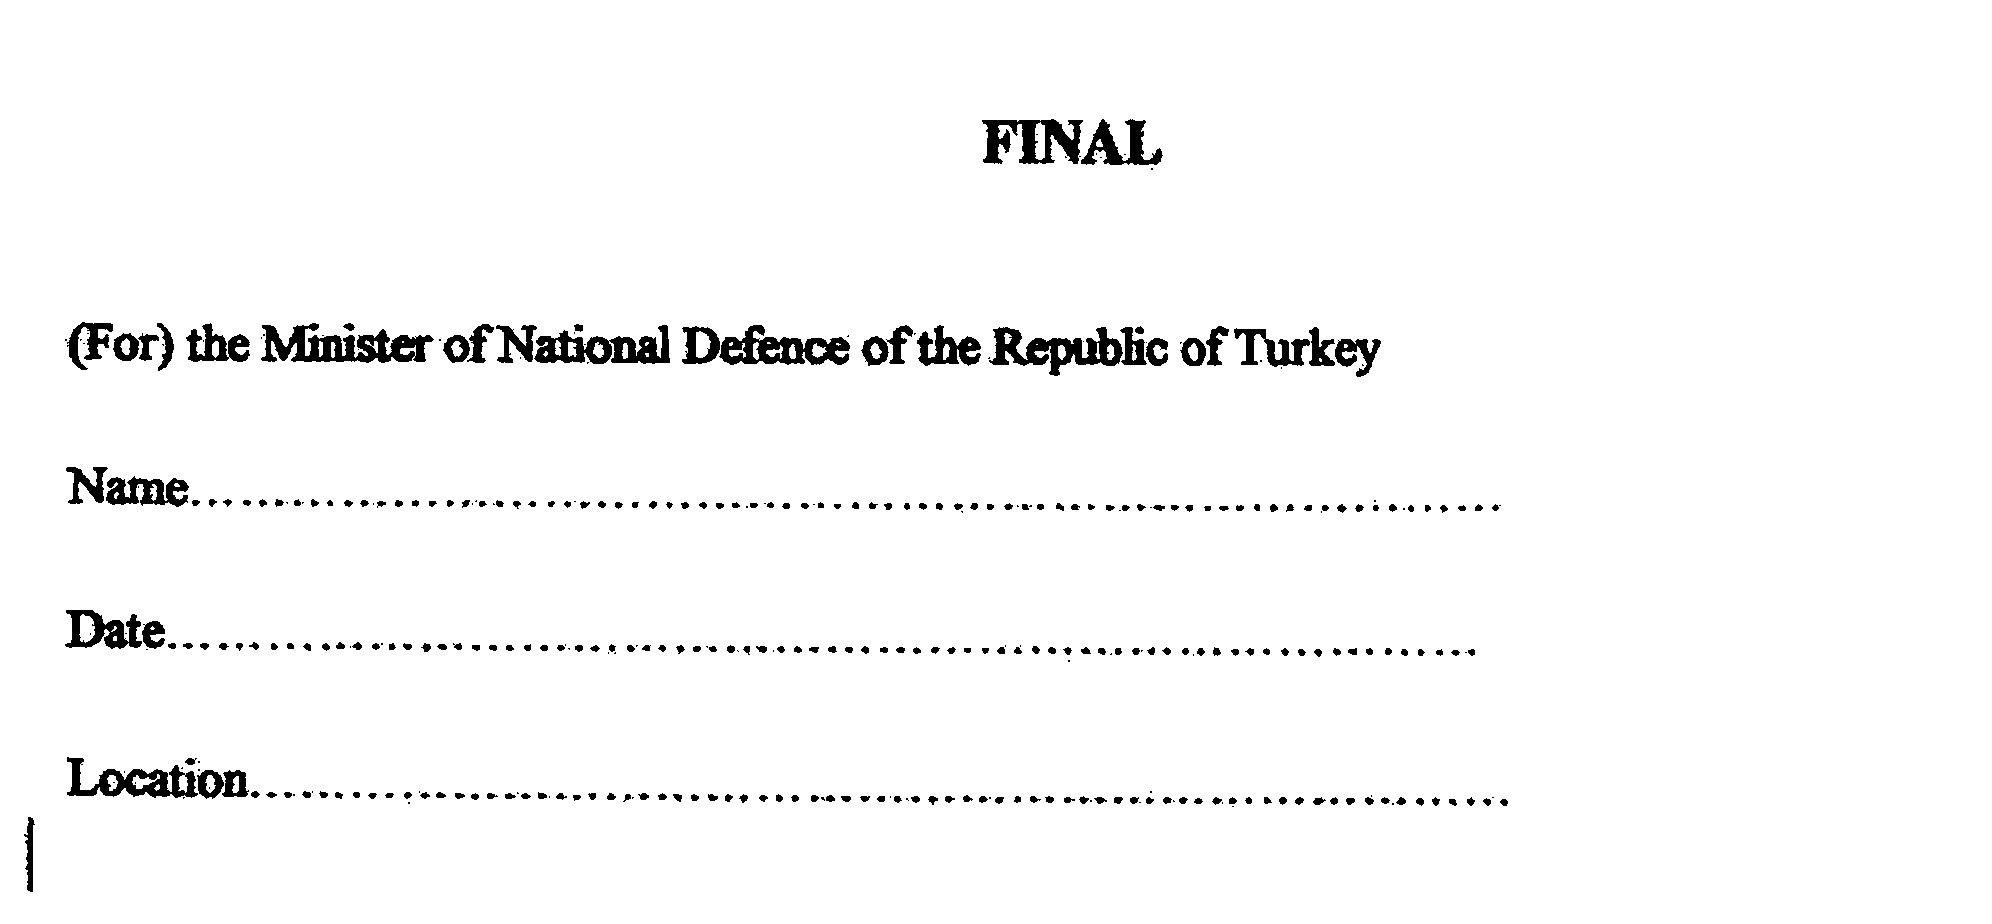 FINAL
(For) the Minister of National Defence of the Republic of Turkey
Name................................................................................
Date................................................................................
Location.............................................................................